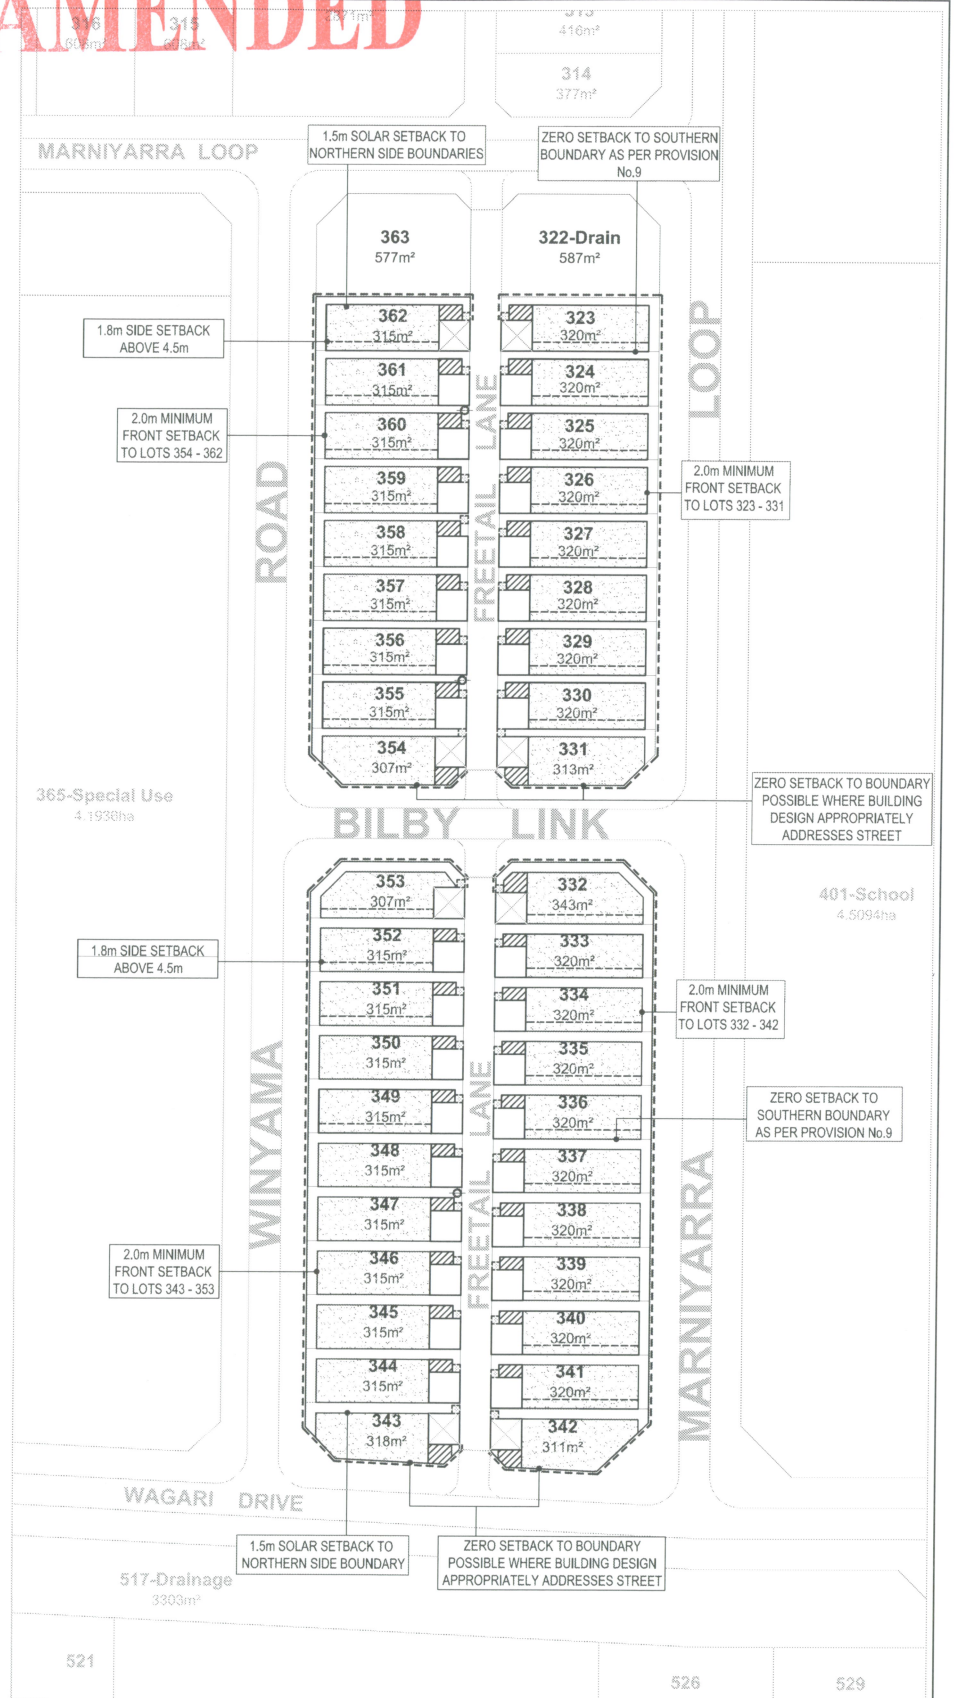 AMENDED
316
608m²
315
608m²
2871m²
313
416m²
314
377m²
1.5m SOLAR SETBACK TO
NORTHERN SIDE BOUNDARIES
ZERO SETBACK TO SOUTHERN
BOUNDARY AS PER PROVISION
No.9
MARNIYARRA LOOP
363
577m²
322-Drain
587m²
1.8m SIDE SETBACK
ABOVE 4.5m
2.0m MINIMUM
FRONT SETBACK
TO LOTS 354 - 362
362
315m²
361
315m²
360
315m²
359
315m²
358
315m²
357
315m²
356
315m²
355
315m²
354
307m²
323
320m²
324
320m²
325
320m²
326
320m²
327
320m²
328
320m²
329
320m²
330
320m²
331
313m²
FREETAIL LANE
ROAD
LOOP
2.0m MINIMUM
FRONT SETBACK
TO LOTS 323 - 331
365-Special Use
4.1936ha
ZERO SETBACK TO BOUNDARY
POSSIBLE WHERE BUILDING
DESIGN APPROPRIATELY
ADDRESSES STREET
BILBY LINK
401-School
4.5094ha
1.8m SIDE SETBACK
ABOVE 4.5m
353
307m²
352
315m²
351
315m²
350
315m²
349
315m²
348
315m²
347
315m²
346
315m²
345
315m²
344
315m²
343
318m²
332
343m²
333
320m²
334
320m²
335
320m²
336
320m²
337
320m²
338
320m²
339
320m²
340
320m²
341
320m²
342
311m²
FREETAIL LANE
WINYAMA
MARNIYARRA
2.0m MINIMUM
FRONT SETBACK
TO LOTS 332 - 342
ZERO SETBACK TO
SOUTHERN BOUNDARY
AS PER PROVISION No.9
2.0m MINIMUM
FRONT SETBACK
TO LOTS 343 - 353
WAGARI DRIVE
1.5m SOLAR SETBACK TO
NORTHERN SIDE BOUNDARY
ZERO SETBACK TO BOUNDARY
POSSIBLE WHERE BUILDING DESIGN
APPROPRIATELY ADDRESSES STREET
517-Drainage
3303m²
521
526
529